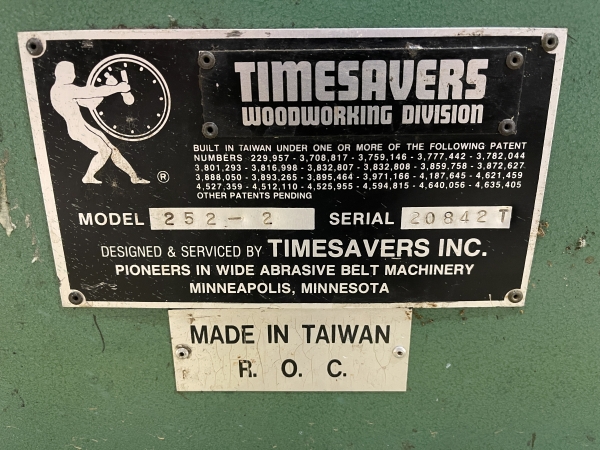 TIMESAVERS
WOODWORKING DIVISION
BUILT IN TAIWAN UNDER ONE OR MORE OF THE FOLLOWING PATENT
NUMBERS 229,957 - 3,708,817 - 3,759,146 - 3,777,442 - 3,782,044
3,801,293 - 3,816,998 - 3,832,807 - 3,832,808 - 3,859,758 - 3,872,627
3,888,050 - 3,893,265 - 3,895,464 - 3,971,166 - 4,187,645 - 4,621,459
4,527,359 - 4,512,110 - 4,525,955 - 4,594,815 - 4,640,056 - 4,635,405
OTHER PATENTS PENDING
®
MODEL 252-2 SERIAL 20842T
DESIGNED & SERVICED BY TIMESAVERS INC.
PIONEERS IN WIDE ABRASIVE BELT MACHINERY
MINNEAPOLIS, MINNESOTA
MADE IN TAIWAN
R. O. C.